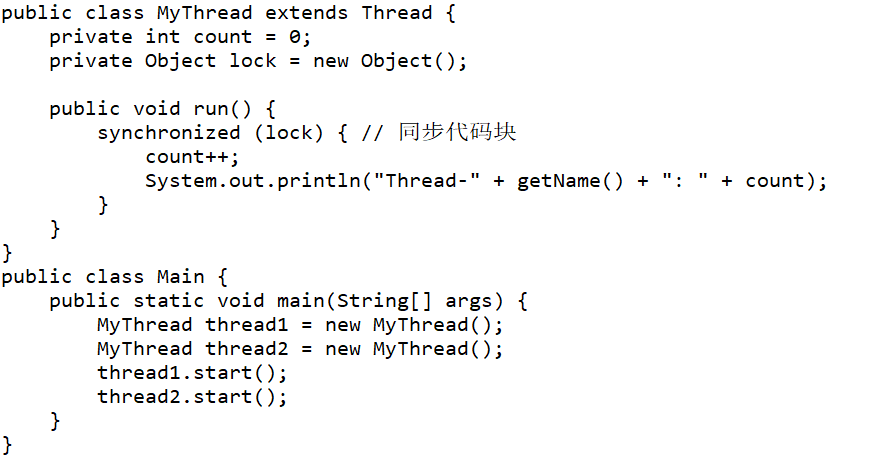 public class MyThread extends Thread {
    private int count = 0;
    private Object lock = new Object();

    public void run() {
        synchronized (lock) { // 同步代码块
            count++;
            System.out.println("Thread-" + getName() + ": " + count);
        }
    }
}
public class Main {
    public static void main(String[] args) {
        MyThread thread1 = new MyThread();
        MyThread thread2 = new MyThread();
        thread1.start();
        thread2.start();
    }
}